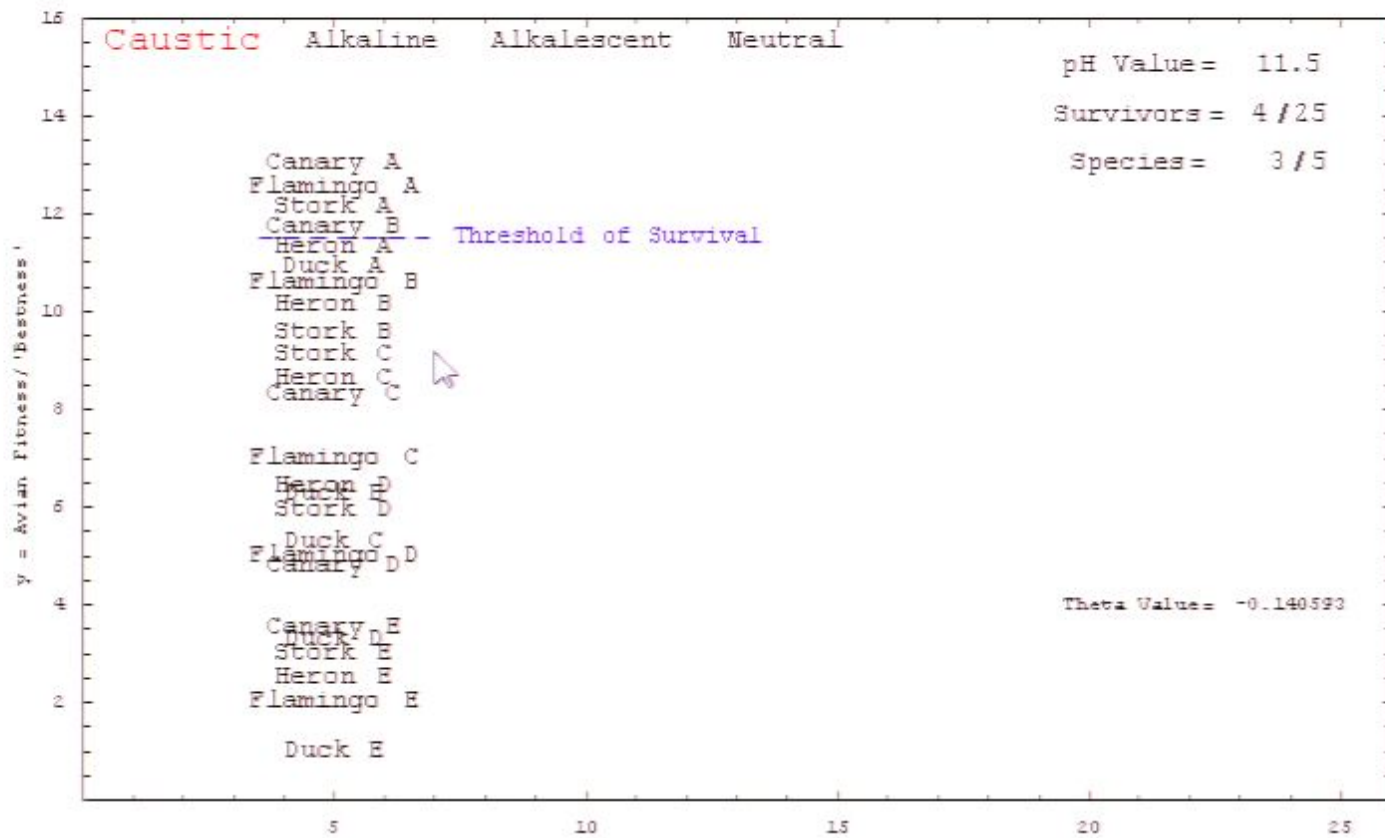 16
Caustic Alkaline Alkalescent Neutral
pH Value= 11.5
14
Survivors= 4/25
Species= 3/5
Canary A
Flamingo A
Stork A
12
Canary B
Threshold of Survival
Heron A
Duck A
Flamingo B
Heron B
10
Stork B
Stork C
Heron C
Canary C
8
Flamingo C
Heron D
Duck B
Stork D
6
Duck C
Flamingo D
Canary D
4
Theta Value= -0.140593
Canary E
Duck D
Stork E
Heron E
Flamingo E
2
Duck E
5 10 15 20 25
y = Avian Fitness/'Bestness'